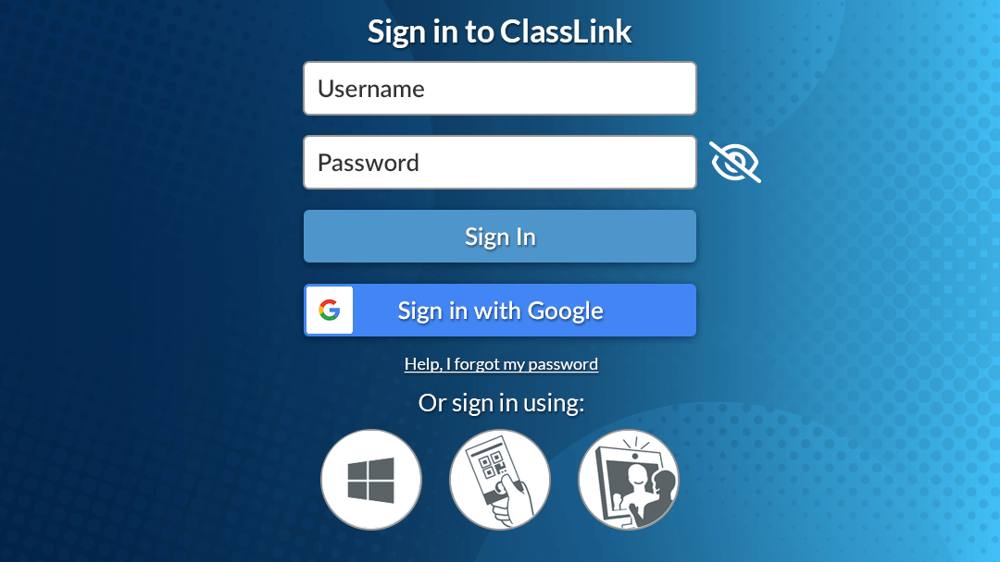 Sign in to ClassLink
Username
Password
Sign In
Sign in with Google
Help, I forgot my password
Or sign in using: